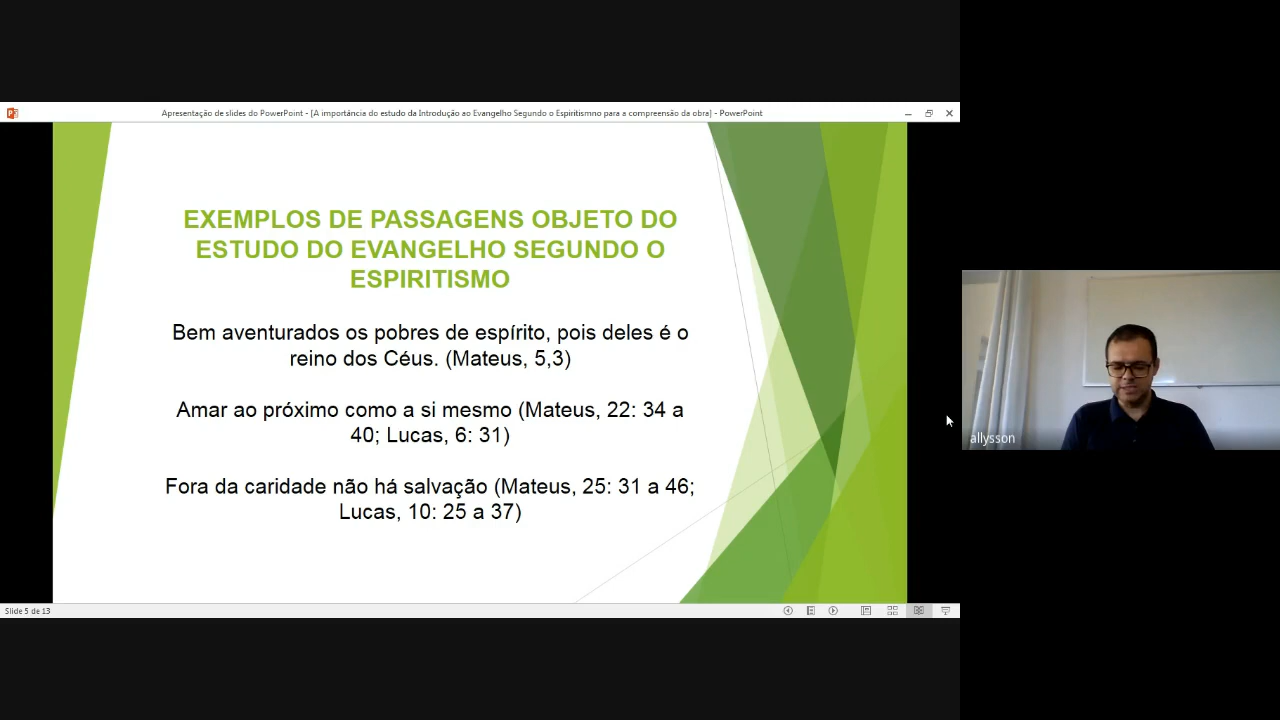 Apresentação de slides do PowerPoint - [A importância do estudo da Introdução ao Evangelho Segundo o Espiritismno para a compreensão da obra] - PowerPoint
EXEMPLOS DE PASSAGENS OBJETO DO
ESTUDO DO EVANGELHO SEGUNDO O
ESPIRITISMO
Bem aventurados os pobres de espírito, pois deles é o
reino dos Céus. (Mateus, 5,3)
Amar ao próximo como a si mesmo (Mateus, 22: 34 a
40; Lucas, 6: 31)
Fora da caridade não há salvação (Mateus, 25: 31 a 46;
Lucas, 10: 25 a 37)
allysson
Slide 5 de 13